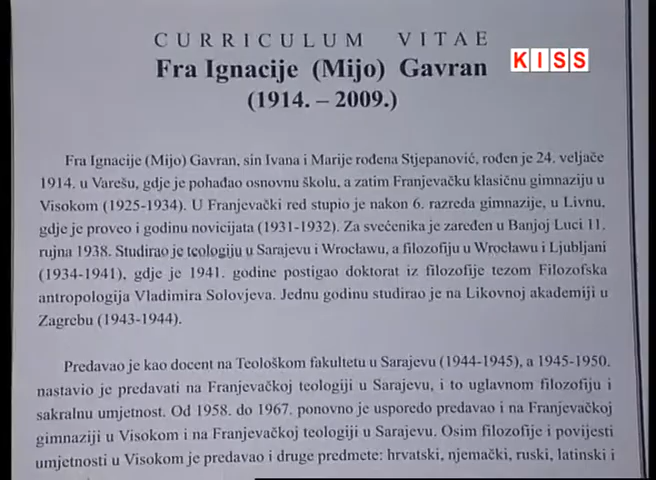 CURRICULUM VITAE
Fra Ignacije (Mijo) Gavran
KISS
(1914. – 2009.)
Fra Ignacije (Mijo) Gavran, sin Ivana i Marije rođena Stjepanović, rođen je 24. veljače
1914. u Varešu, gdje je pohađao osnovnu školu, a zatim Franjevačku klasičnu gimnaziju u
Visokom (1925-1934). U Franjevački red stupio je nakon 6. razreda gimnazije, u Livnu,
gdje je proveo i godinu novicijata (1931-1932). Za svećenika je zaređen u Banjoj Luci 11.
rujna 1938. Studirao je teologiju u Sarajevu i Wrocławu, a filozofiju u Wrocławu i Ljubljani
(1934-1941), gdje je 1941. godine postigao doktorat iz filozofije tezom Filozofska
antropologija Vladimira Solovjeva. Jednu godinu studirao je na Likovnoj akademiji u
Zagrebu (1943-1944).
Predavao je kao docent na Teološkom fakultetu u Sarajevu (1944-1945), a 1945-1950.
nastavio je predavati na Franjevačkoj teologiji u Sarajevu, i to uglavnom filozofiju i
sakralnu umjetnost. Od 1958. do 1967. ponovno je usporedo predavao i na Franjevačkoj
gimnaziji u Visokom i na Franjevačkoj teologiji u Sarajevu. Osim filozofije i povijesti
umjetnosti u Visokom je predavao i druge predmete: hrvatski, njemački, ruski, latinski i